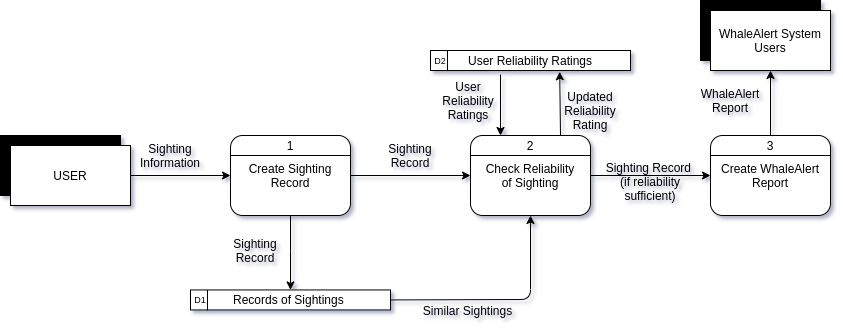 WhaleAlert System
Users
D2
User Reliability Ratings
User
Reliability
Ratings
Updated
Reliability
Rating
WhaleAlert
Report
USER
Sighting
Information
1
Create Sighting
Record
Sighting
Record
2
Check Reliability
of Sighting
Sighting Record
(if reliability
sufficient)
3
Create WhaleAlert
Report
Sighting
Record
D1
Records of Sightings
Similar Sightings